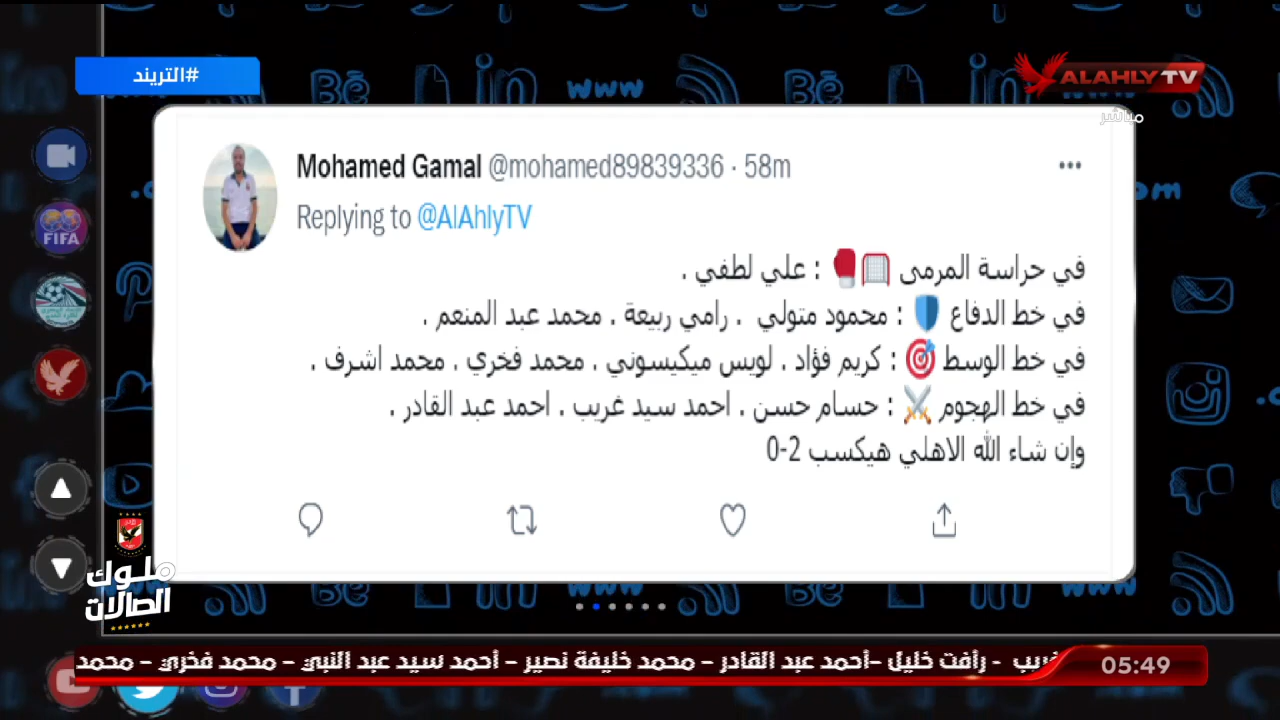 #التريند
ALAHLY TV
مباشر
Mohamed Gamal @mohamed89839336 · 58m
Replying to @AlAhlyTV
في حراسة المرمى : علي لطفي .
في خط الدفاع : محمود متولي . رامي ربيعة . محمد عبد المنعم .
في خط الوسط : كريم فؤاد . لويس ميكيسوني . محمد فخري . محمد اشرف .
في خط الهجوم : حسام حسن . احمد سيد غريب . احمد عبد القادر .
وإن شاء الله الاهلي هيكسب 2-0
FIFA
ملوك
الصالات
غريب - رأفت خليل -أحمد عبد القادر - محمد خليفة نصير - أحمد سيد عبد النبي - محمد فخري - محمد
05:49